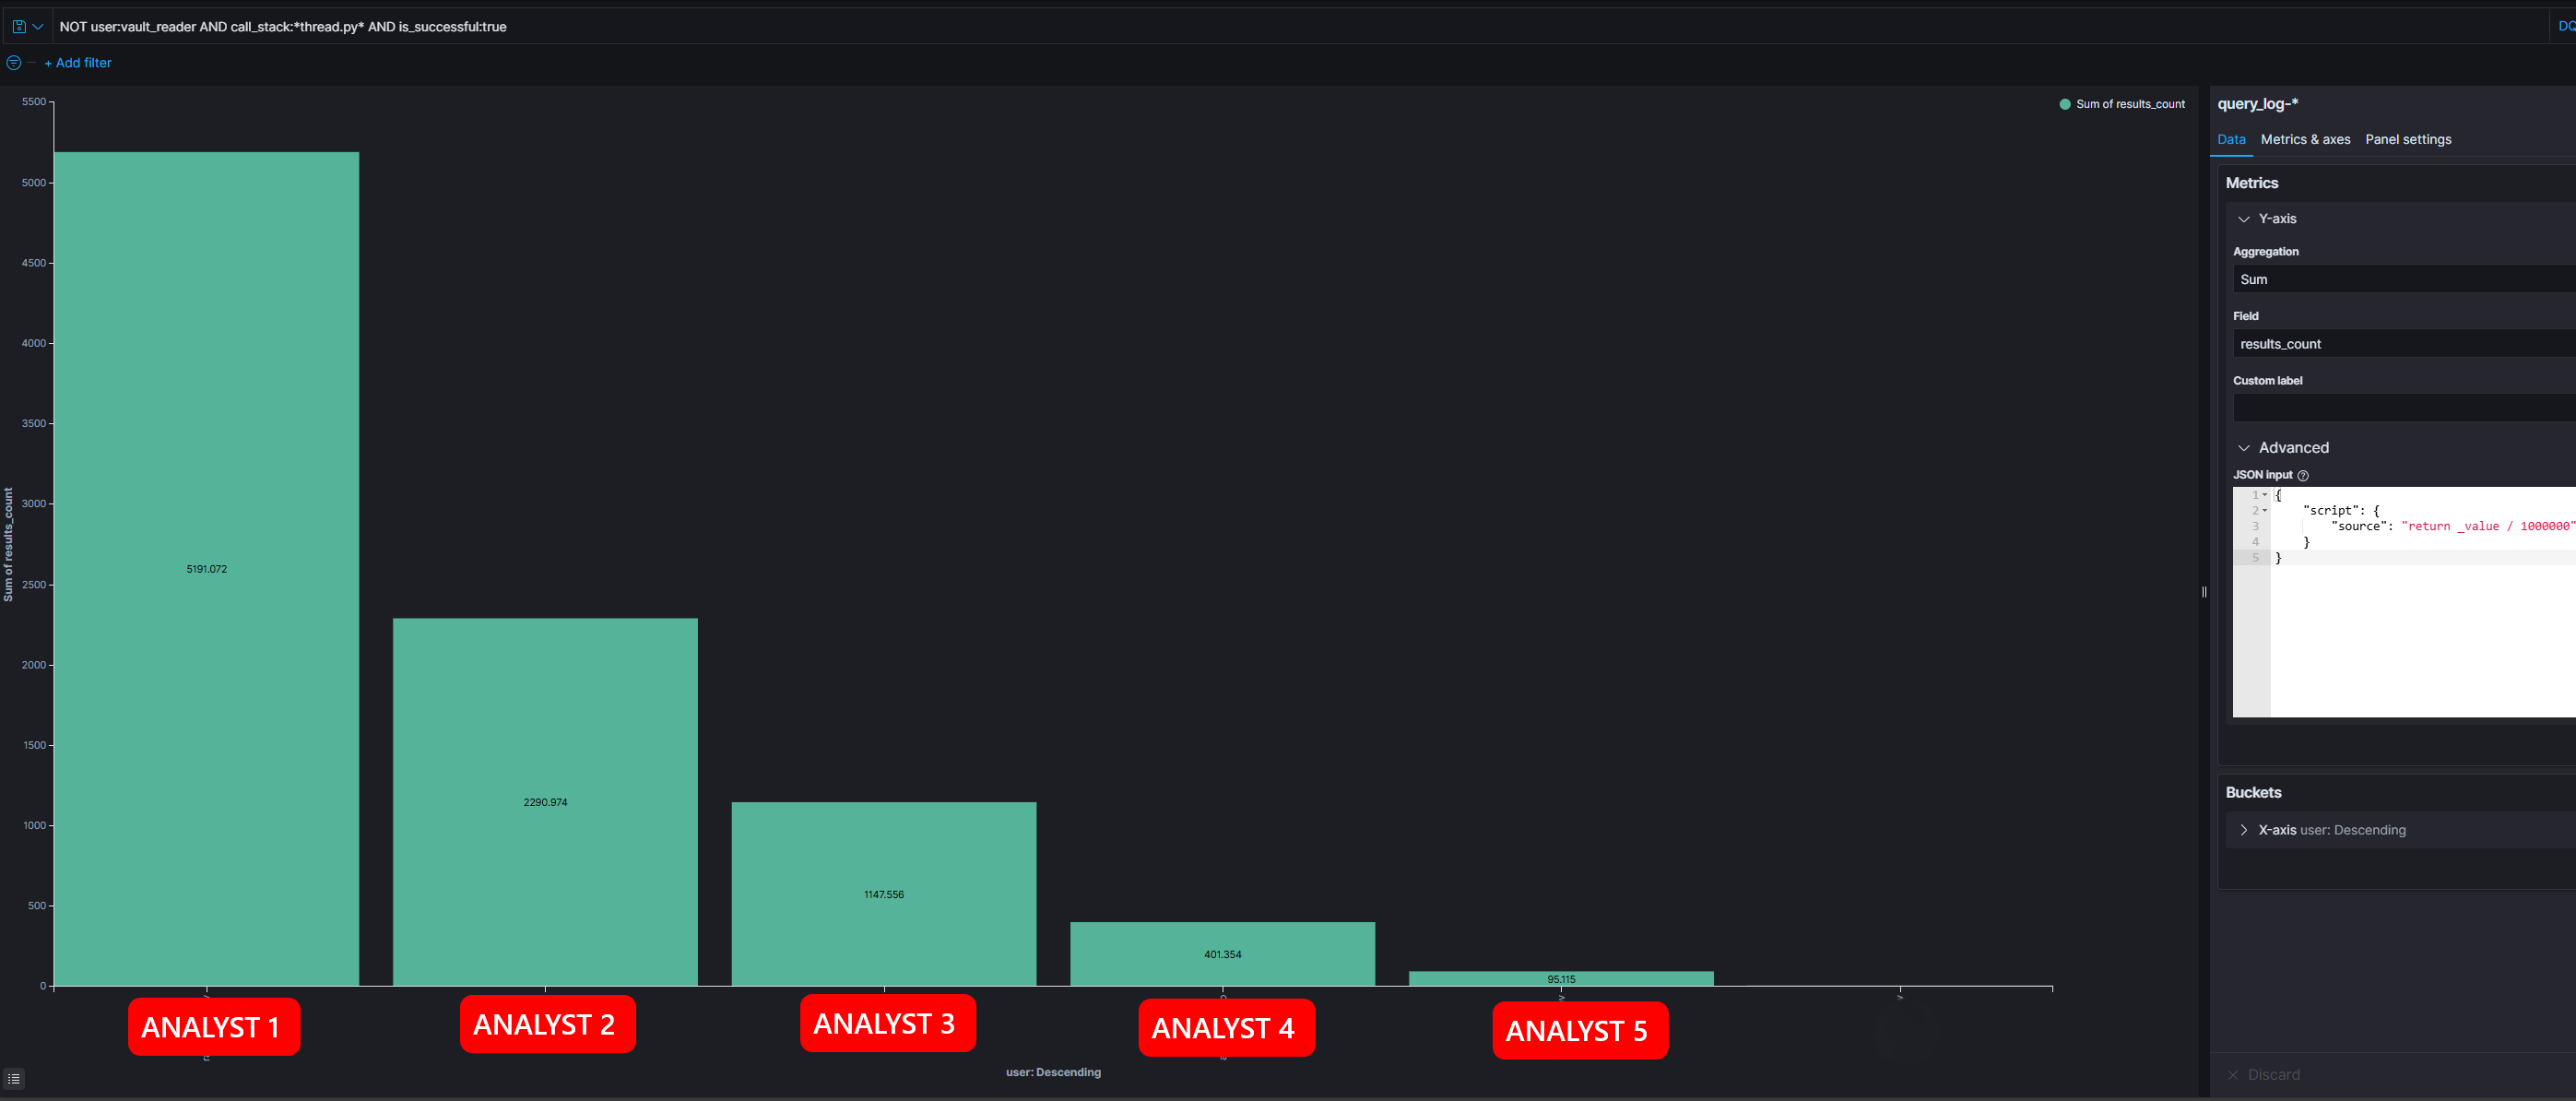 NOT user:vault_reader AND call_stack:*thread.py* AND is_successful:true
+ Add filter
Sum of results_count
5500
5000
4500
4000
3500
3000
2500
2000
1500
1000
500
0
Sum of results_count
5191.072
2290.974
1147.556
401.354
95.115
ANALYST 1
ANALYST 2
ANALYST 3
ANALYST 4
ANALYST 5
user: Descending
query_log-*
Data Metrics & axes Panel settings
Metrics
Y-axis
Aggregation
Sum
Field
results_count
Custom label
Advanced
JSON input
1 {
2 "script": {
3 "source": "return _value / 1000000"
4 }
5 }
Buckets
X-axis user: Descending
Discard